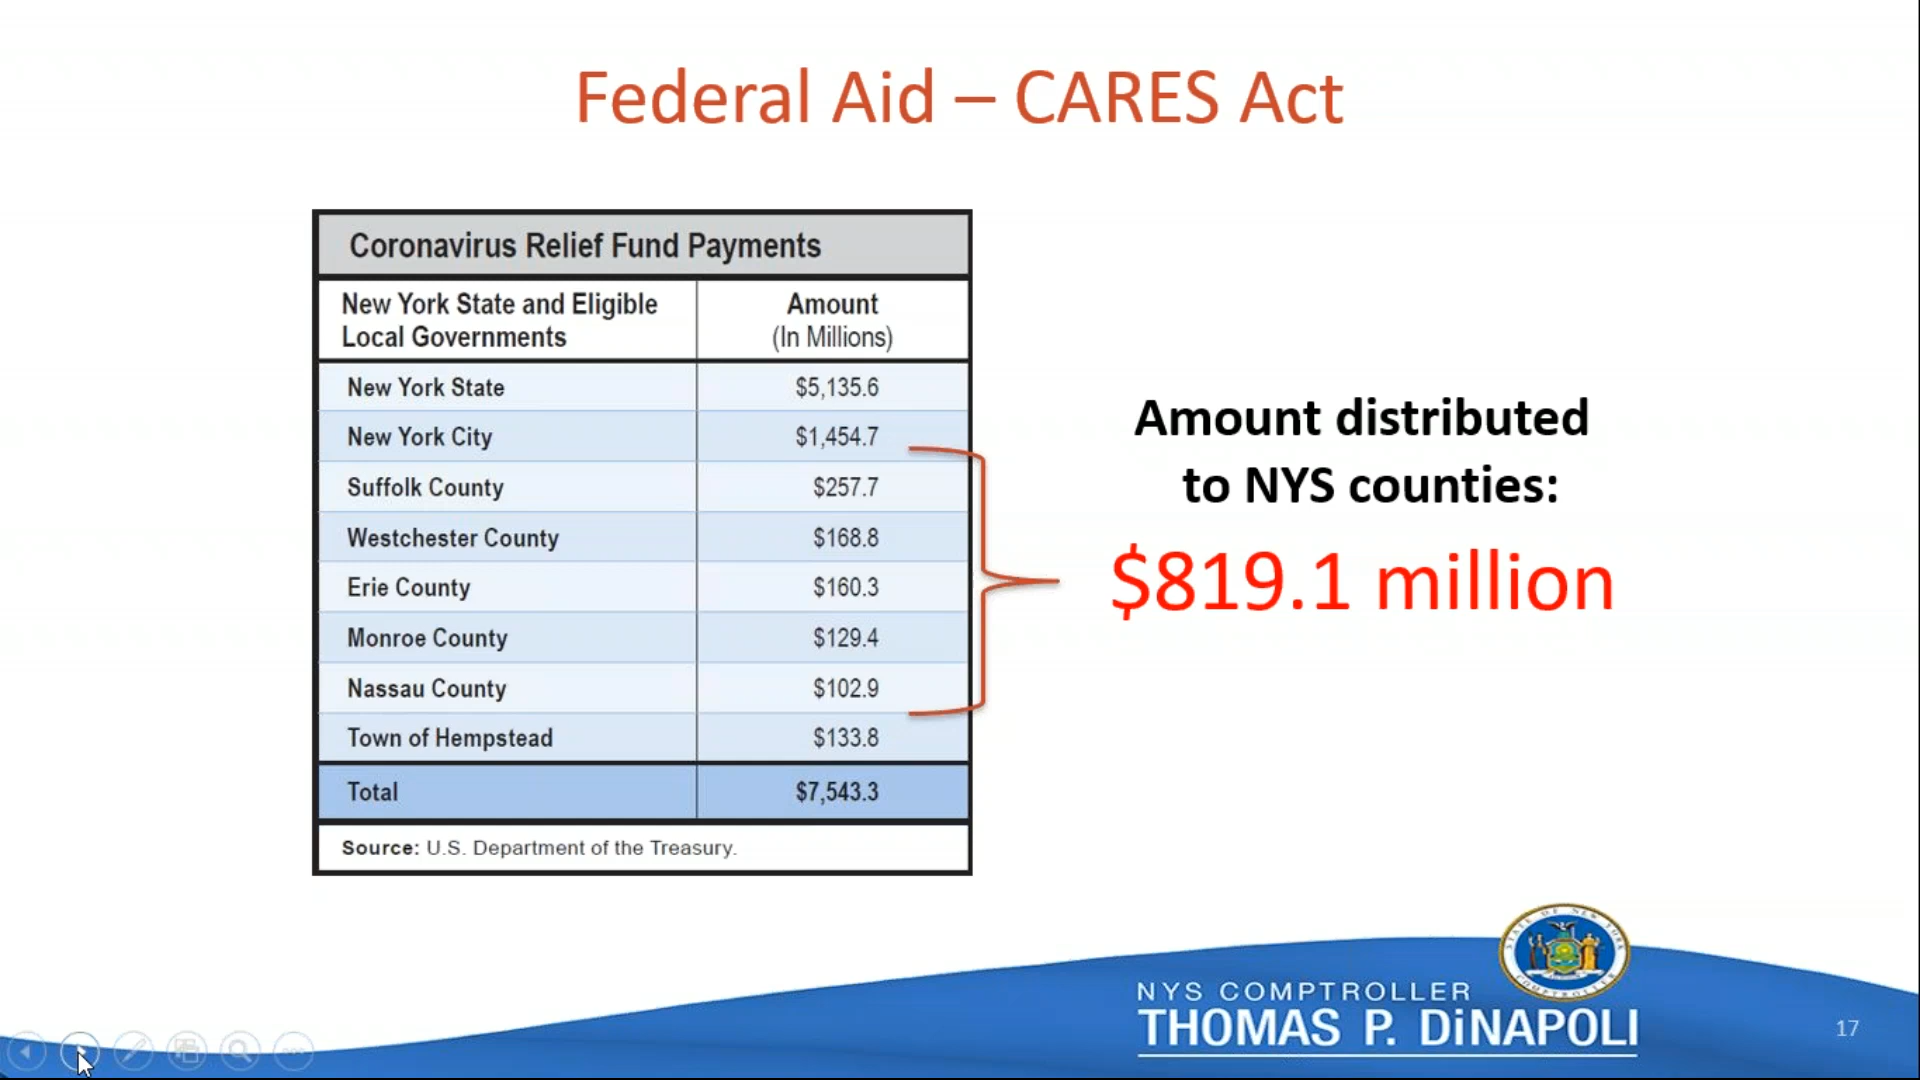 Federal Aid – CARES Act
Coronavirus Relief Fund Payments
New York State and Eligible Local Governments
Amount (In Millions)
New York State $5,135.6
New York City $1,454.7
Suffolk County $257.7
Westchester County $168.8
Erie County $160.3
Monroe County $129.4
Nassau County $102.9
Town of Hempstead $133.8
Total $7,543.3
Source: U.S. Department of the Treasury.
Amount distributed
to NYS counties:
$819.1 million
NYS COMPTROLLER
THOMAS P. DiNAPOLI
17